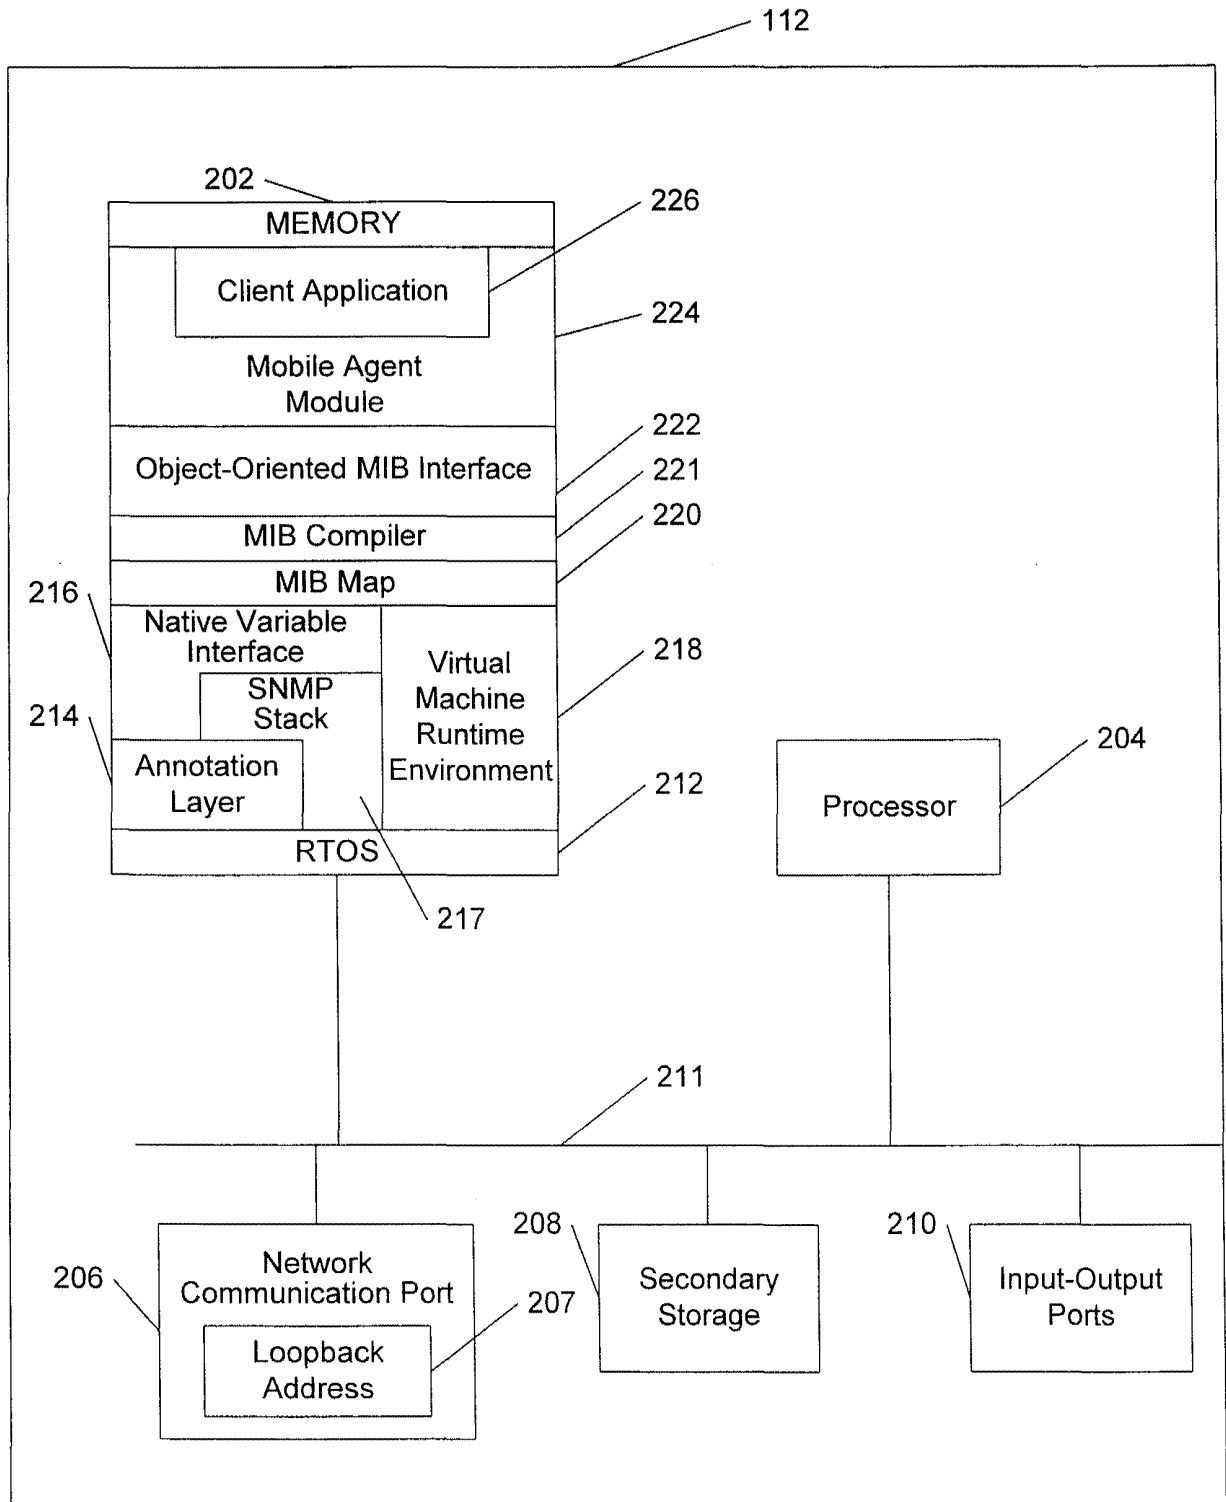 112
202
MEMORY
226
Client Application
224
Mobile Agent
Module
222
Object-Oriented MIB Interface
221
MIB Compiler
220
MIB Map
216
Native Variable
Interface
218
Virtual
Machine
Runtime
Environment
SNMP
Stack
214
Annotation
Layer
204
Processor
212
RTOS
217
211
206
Network
Communication Port
207
Loopback
Address
208
Secondary
Storage
210
Input-Output
Ports